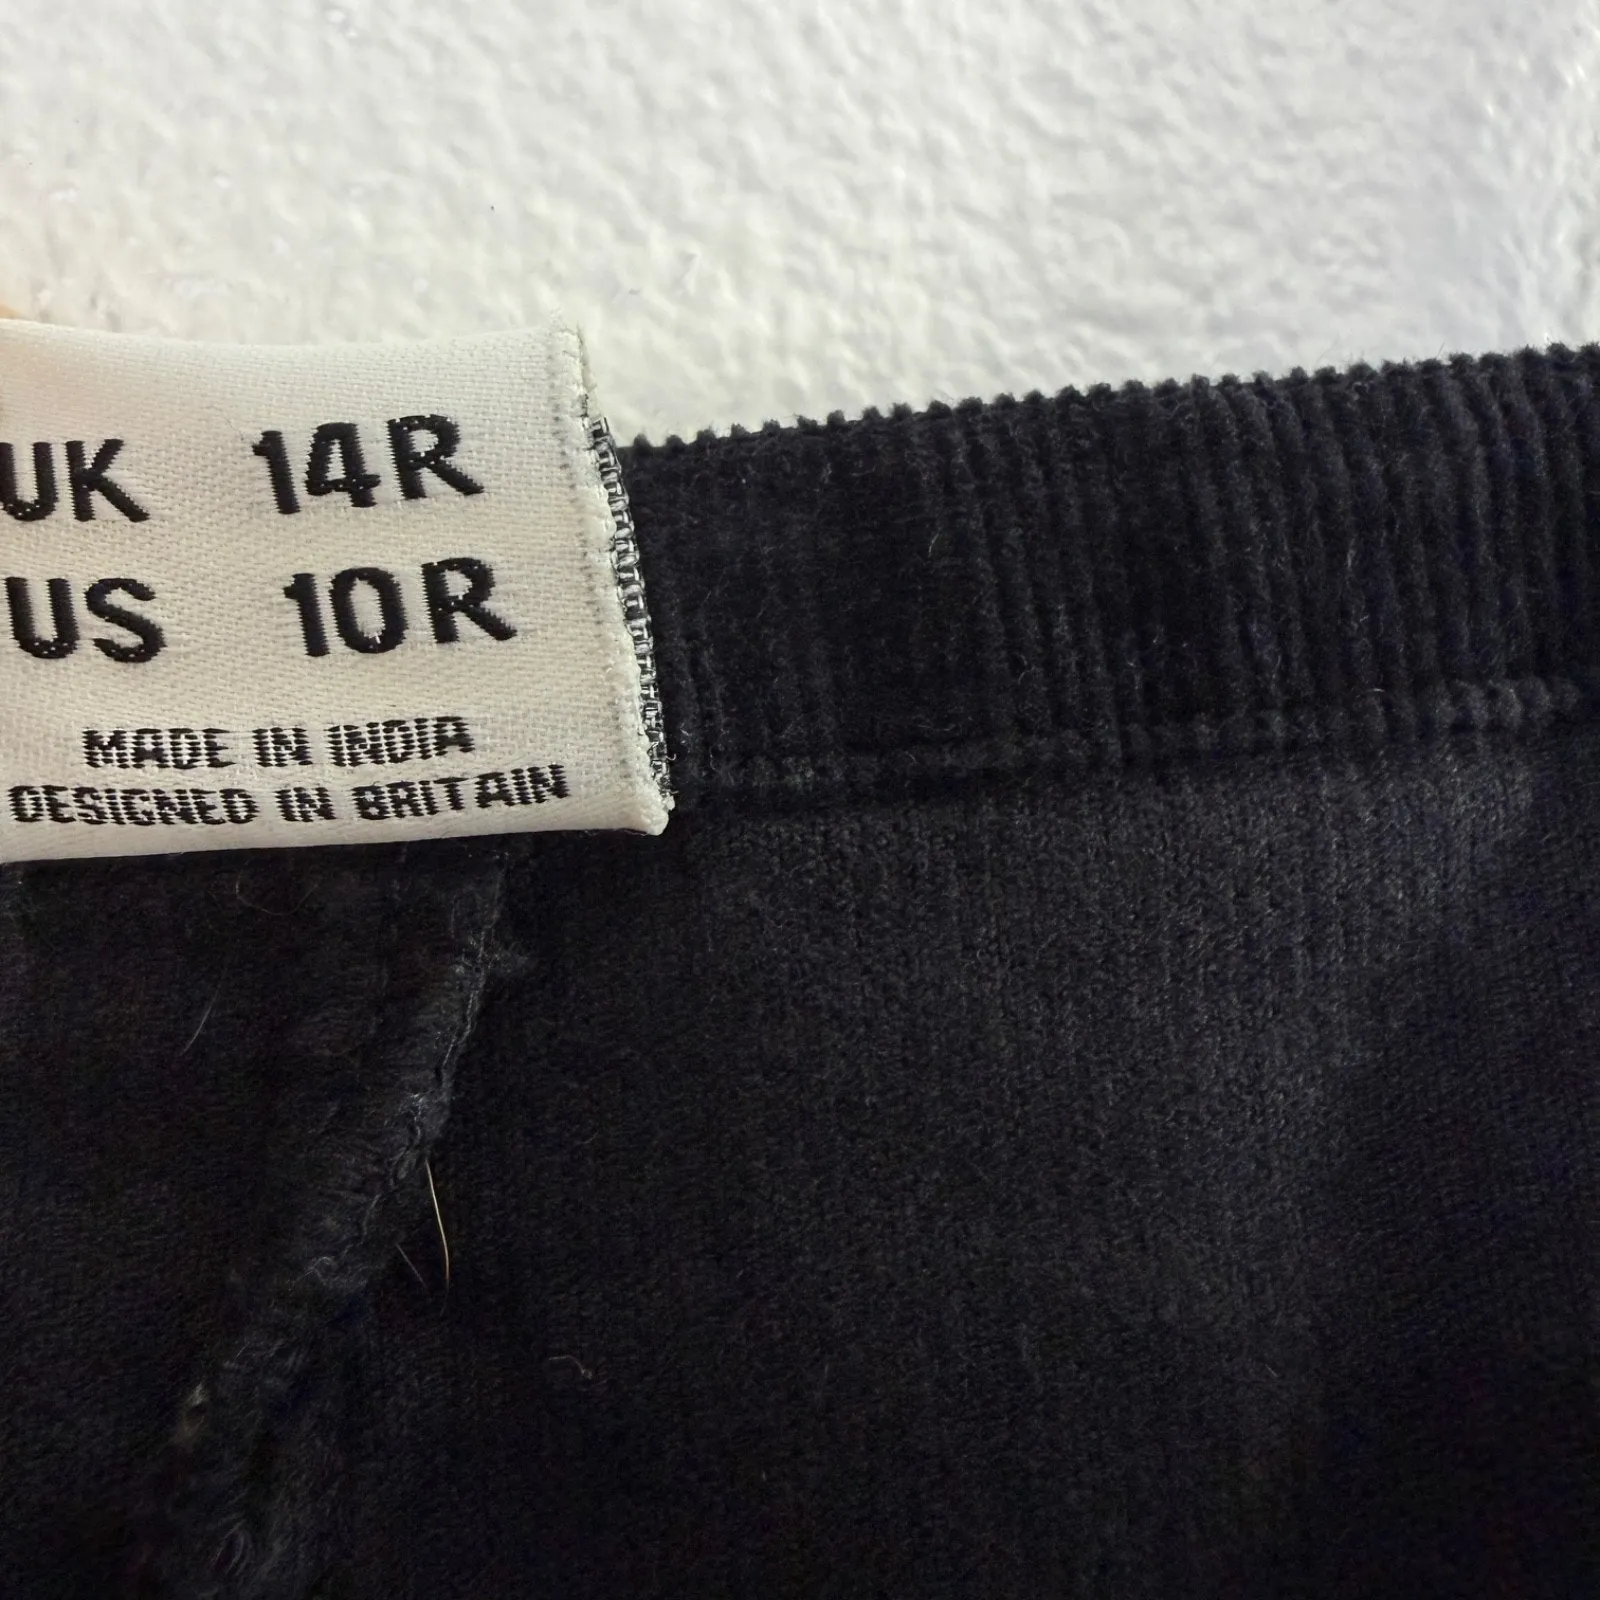 UK 14R
US 10R
MADE IN INDIA
DESIGNED IN BRITAIN